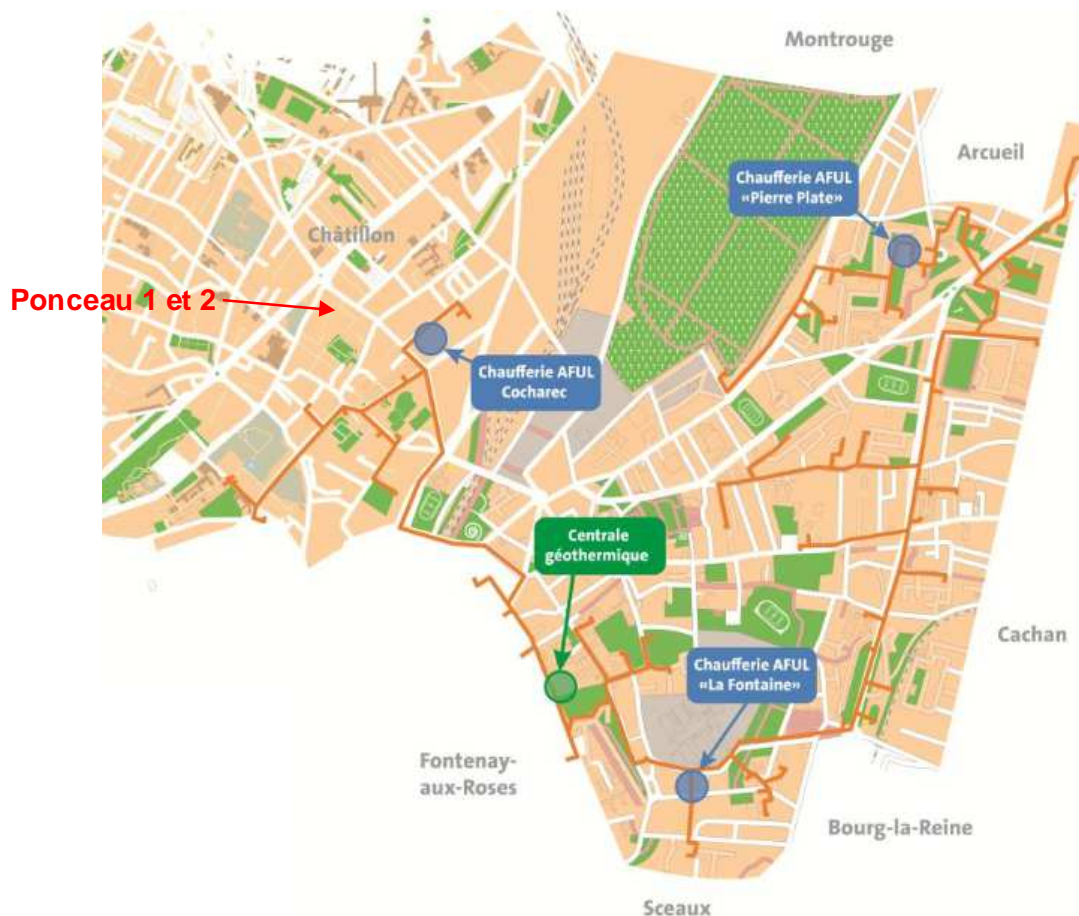 Montrouge
Arcueil
Chaufferie AFUL
«Pierre Plate»
Châtillon
Ponceau 1 et 2
Chaufferie AFUL
Cocharec
Centrale
géothermique
Cachan
Chaufferie AFUL
«La Fontaine»
Fontenay-
aux-Roses
Bourg-la-Reine
Sceaux